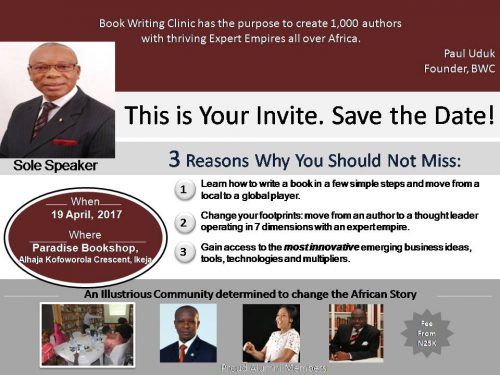 Book Writing Clinic has the purpose to create 1,000 authors
with thriving Expert Empires all over Africa.
Paul Uduk
Founder, BWC
This is Your Invite. Save the Date!
Sole Speaker
3 Reasons Why You Should Not Miss:
1 Learn how to write a book in a few simple steps and move from a
local to a global player.
2 Change your footprints: move from an author to a thought leader
operating in 7 dimensions with an expert empire.
3 Gain access to the most innovative emerging business ideas,
tools, technologies and multipliers.
When
19 April, 2017
Where
Paradise Bookshop,
Alhaja Kofoworola Crescent, Ikeja
An Illustrious Community determined to change the African Story
Fee
From
N25K
Proud Alumni Members